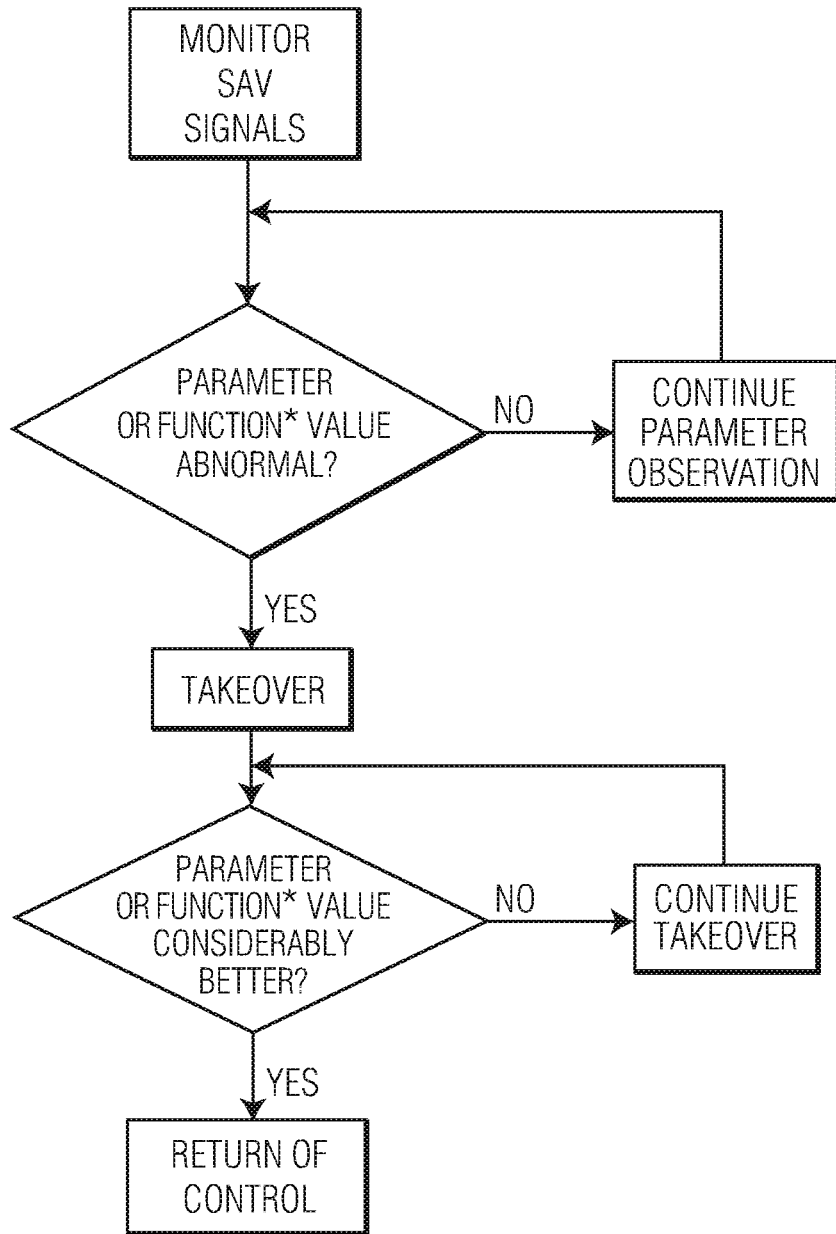 MONITOR
SAV
SIGNALS
PARAMETER
OR FUNCTION* VALUE
ABNORMAL?
NO
CONTINUE
PARAMETER
OBSERVATION
YES
TAKEOVER
PARAMETER
OR FUNCTION* VALUE
CONSIDERABLY
BETTER?
NO
CONTINUE
TAKEOVER
YES
RETURN OF
CONTROL